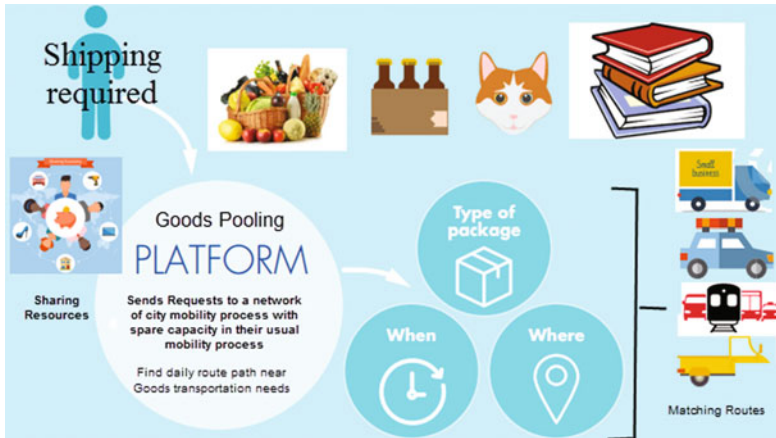 Shipping
required
Small
business
Goods Pooling
PLATFORM
Sends Requests to a network
of city mobility process with
spare capacity in their usual
mobility process
Find daily route path near
Goods transportation needs
Sharing
Resources
Type of
package
When
Where
Matching Routes